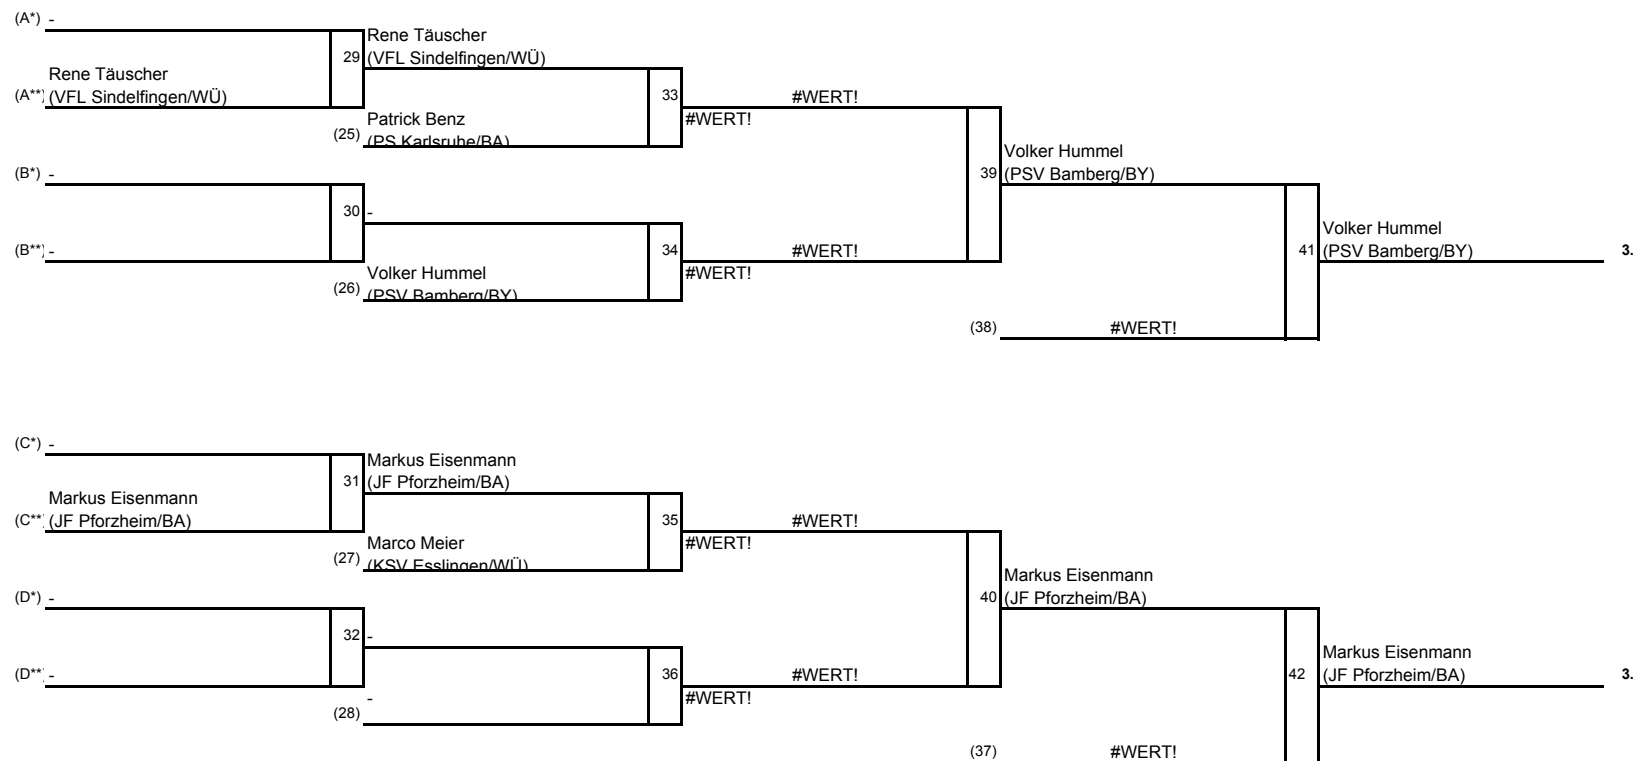 (A*) -
Rene Täuscher
29 (VFL Sindelfingen/WÜ)
Rene Täuscher
(A**) (VFL Sindelfingen/WÜ)
33 #WERT!
#WERT!
Patrick Benz
(25) (PS Karlsruhe/BA)
Volker Hummel
39 (PSV Bamberg/BY)
(B*) -
30 -
Volker Hummel
41 (PSV Bamberg/BY) 3.
(B**) -
34 #WERT!
#WERT!
Volker Hummel
(26) (PSV Bamberg/BY)
(38) #WERT!
(C*) -
Markus Eisenmann
31 (JF Pforzheim/BA)
Markus Eisenmann
(C** (JF Pforzheim/BA)
35 #WERT!
#WERT!
Marco Meier
(27) (KSV Esslingen/WÜ)
Markus Eisenmann
40 (JF Pforzheim/BA)
(D*) -
32 -
Markus Eisenmann
42 (JF Pforzheim/BA) 3.
(D** -
36 #WERT!
#WERT!
-
(28)
(37) #WERT!